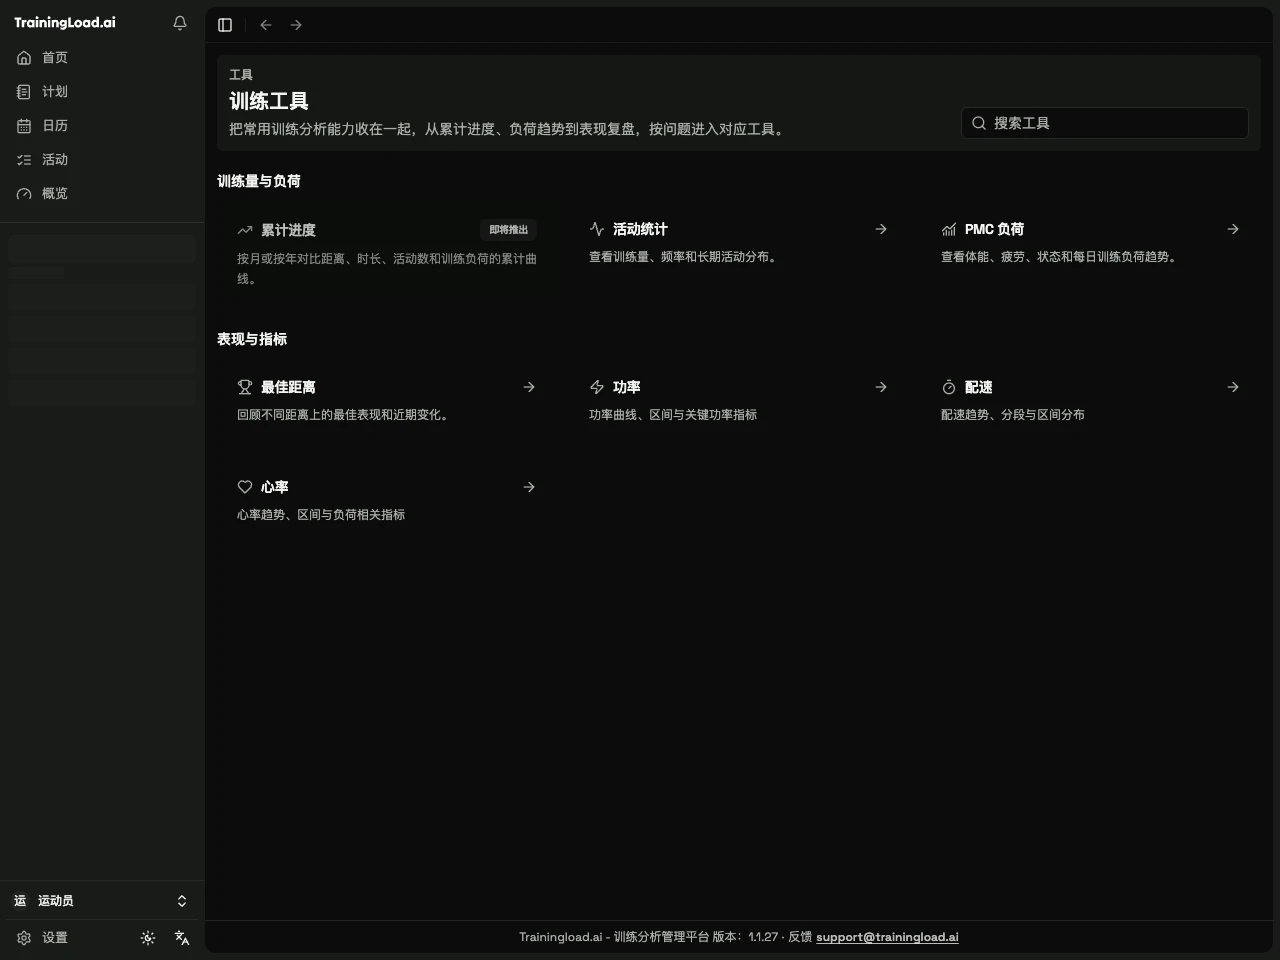 TrainingLoad.ai
首页
计划
日历
活动
概览
工具
训练工具
把常用训练分析能力收在一起，从累计进度、负荷趋势到表现复盘，按问题进入对应工具。
搜索工具
训练量与负荷
累计进度
即将推出
按月或按年对比距离、时长、活动数和训练负荷的累计曲
线。
活动统计
查看训练量、频率和长期活动分布。
PMC 负荷
查看体能、疲劳、状态和每日训练负荷趋势。
表现与指标
最佳距离
回顾不同距离上的最佳表现和近期变化。
功率
功率曲线、区间与关键功率指标
配速
配速趋势、分段与区间分布
心率
心率趋势、区间与负荷相关指标
运 运动员
设置
Trainingload.ai - 训练分析管理平台 版本：1.1.27 · 反馈 support@trainingload.ai